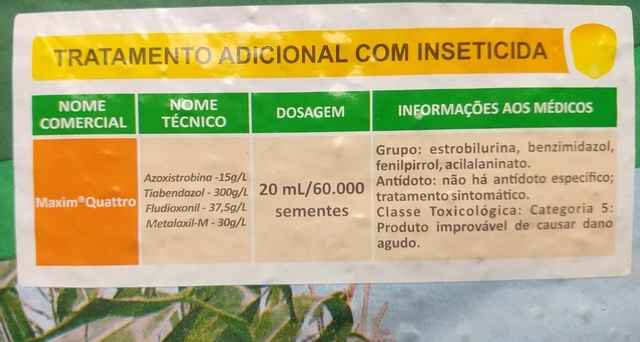 TRATAMENTO ADICIONAL COM INSETICIDA
NOME COMERCIAL
NOME TÉCNICO
DOSAGEM
INFORMAÇÕES AOS MÉDICOS
Maxim®Quattro
Azoxistrobina -15g/L
Tiabendazol - 300g/L
Fludioxonil - 37,5g/L
Metalaxil-M - 30g/L
20 mL/60.000
sementes
Grupo: estrobilurina, benzimidazol,
fenilpirrol, acilalaninato.
Antídoto: não há antídoto específico;
tratamento sintomático.
Classe Toxicológica: Categoria 5:
Produto improvável de causar dano
agudo.